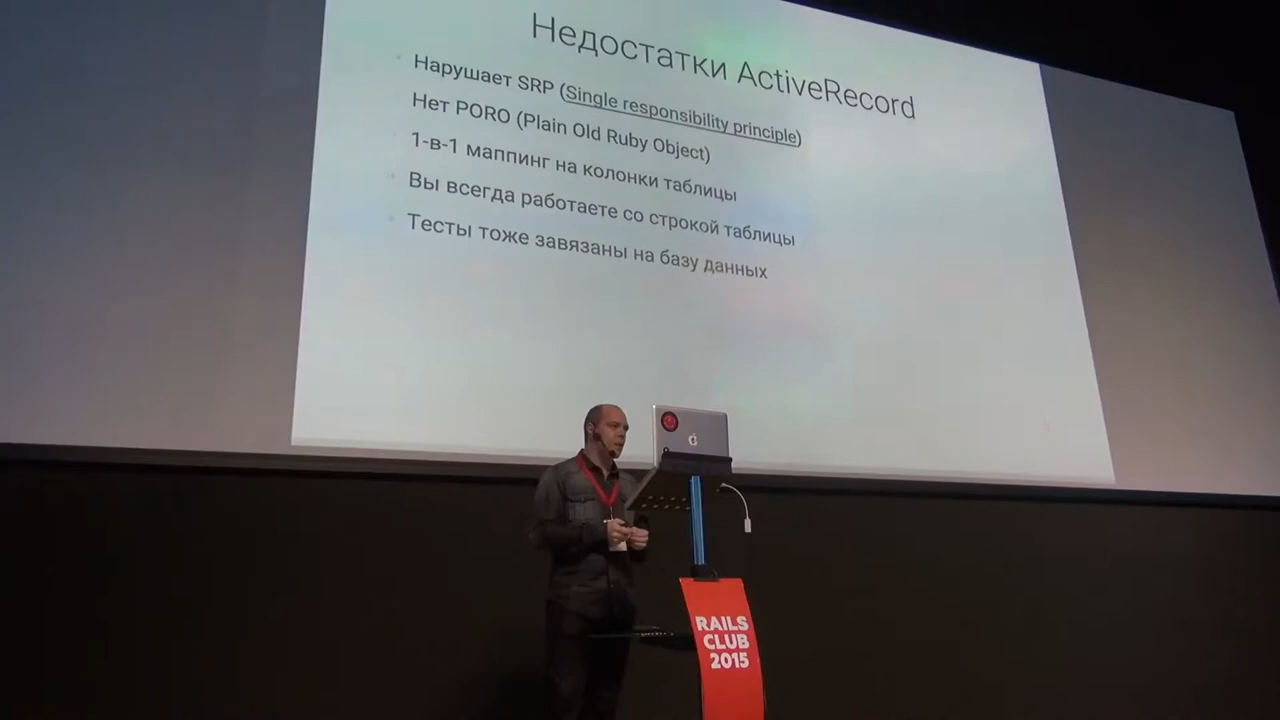 Недостатки ActiveRecord
Нарушает SRP (Single responsibility principle)
Нет PORO (Plain Old Ruby Object)
1-в-1 маппинг на колонки таблицы
Вы всегда работаете со строкой таблицы
Тесты тоже завязаны на базу данных
RAILS
CLUB
2015